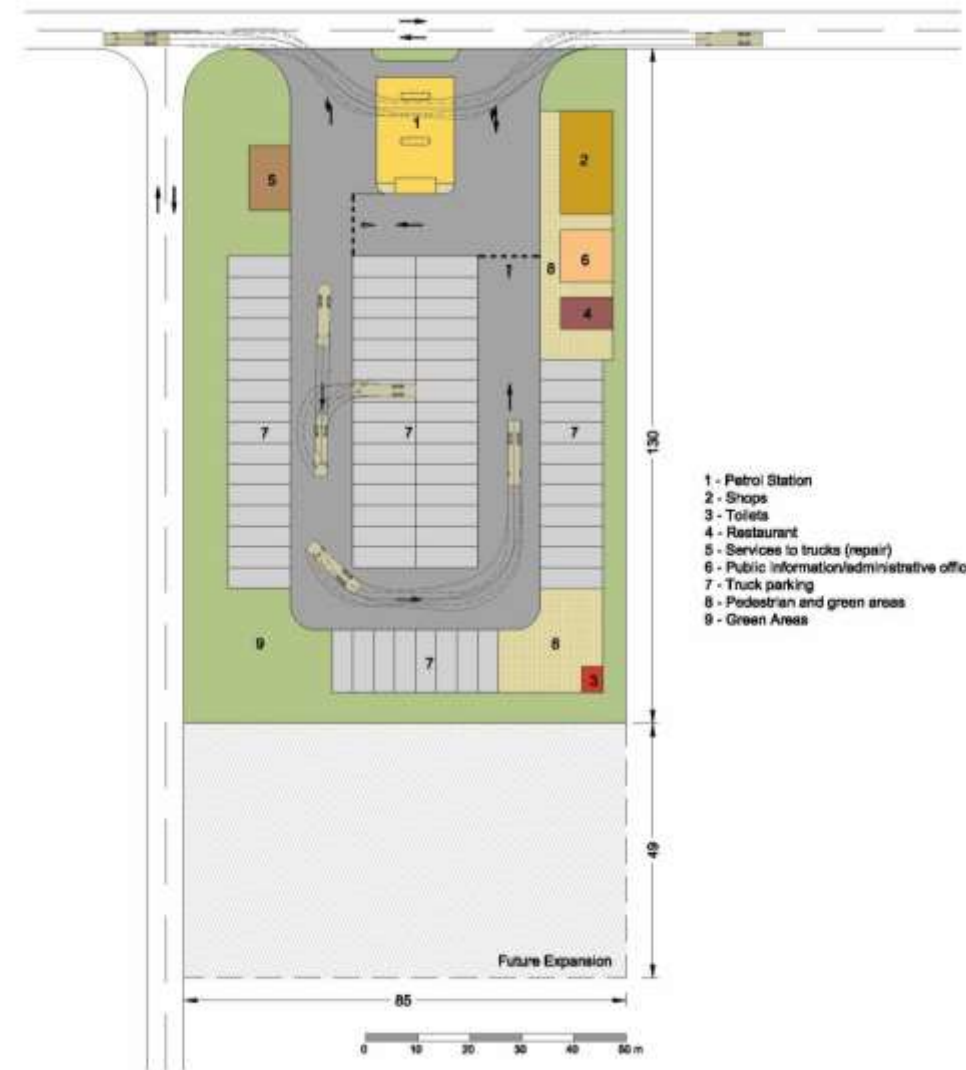 1
2
5
6
8
4
7
7
7
130
1 - Petrol Station
2 - Shops
3 - Toilets
4 - Restaurant
5 - Services to trucks (repair)
6 - Public Information/administrative offic
7 - Truck parking
8 - Pedestrian and green areas
9 - Green Areas
9
7
8
3
49
Future Expansion
85
0 10 20 30 40 50 m